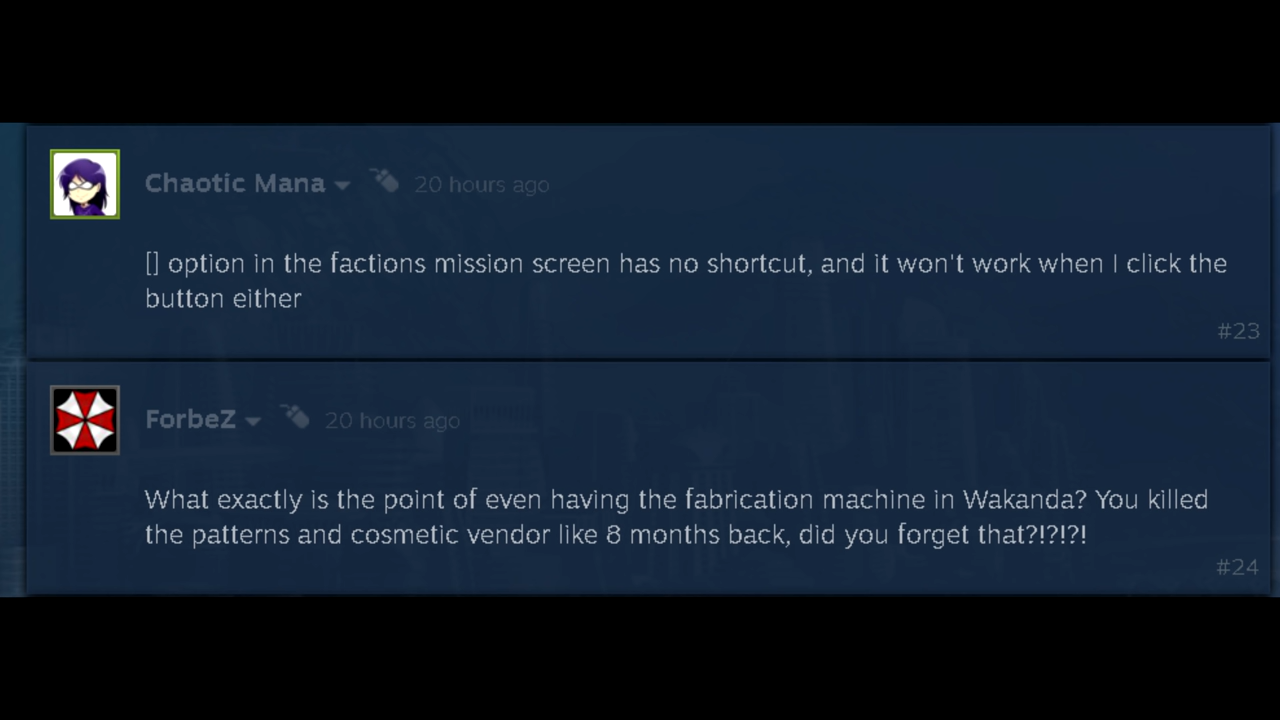 Chaotic Mana 20 hours ago
[] option in the factions mission screen has no shortcut, and it won't work when I click the
button either
#23
ForbeZ 20 hours ago
What exactly is the point of even having the fabrication machine in Wakanda? You killed
the patterns and cosmetic vendor like 8 months back, did you forget that?!?!?!
#24